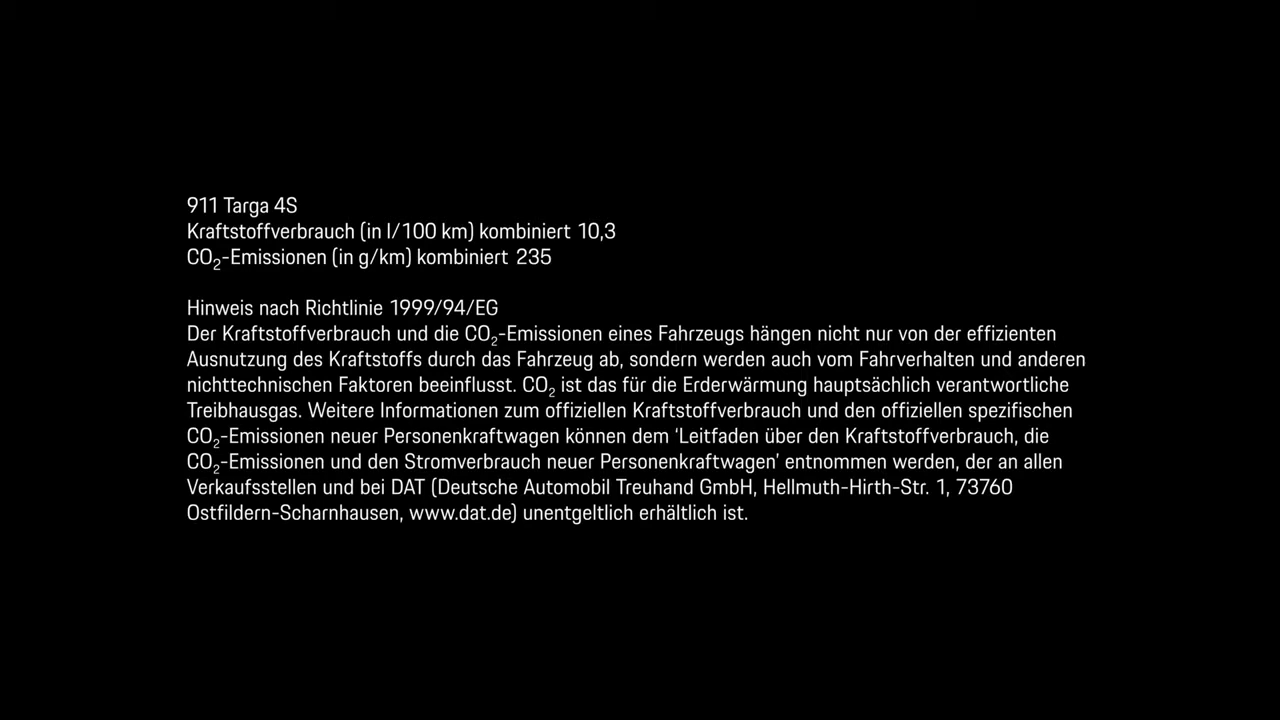 911 Targa 4S
Kraftstoffverbrauch (in l/100 km) kombiniert 10,3
CO₂-Emissionen (in g/km) kombiniert 235
Hinweis nach Richtlinie 1999/94/EG
Der Kraftstoffverbrauch und die CO₂-Emissionen eines Fahrzeugs hängen nicht nur von der effizienten
Ausnutzung des Kraftstoffs durch das Fahrzeug ab, sondern werden auch vom Fahrverhalten und anderen
nichttechnischen Faktoren beeinflusst. CO₂ ist das für die Erderwärmung hauptsächlich verantwortliche
Treibhausgas. Weitere Informationen zum offiziellen Kraftstoffverbrauch und den offiziellen spezifischen
CO₂-Emissionen neuer Personenkraftwagen können dem ‘Leitfaden über den Kraftstoffverbrauch, die
CO₂-Emissionen und den Stromverbrauch neuer Personenkraftwagen’ entnommen werden, der an allen
Verkaufsstellen und bei DAT (Deutsche Automobil Treuhand GmbH, Hellmuth-Hirth-Str. 1, 73760
Ostfildern-Scharnhausen, www.dat.de) unentgeltlich erhältlich ist.